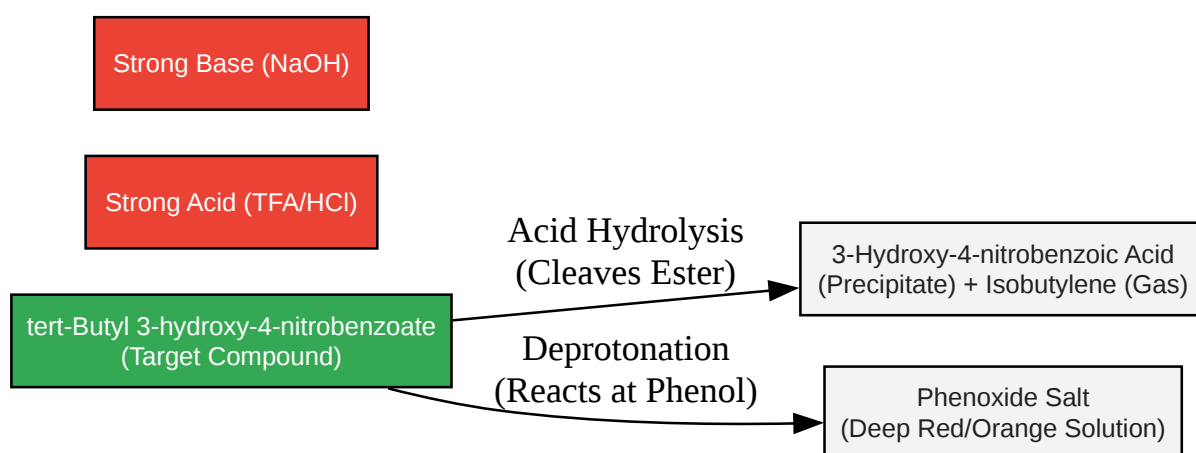 Strong Base (NaOH)
Strong Acid (TFA/HCl)
tert-Butyl 3-hydroxy-4-nitrobenzoate
(Target Compound)
Acid Hydrolysis
(Cleaves Ester)
Deprotonation
(Reacts at Phenol)
3-Hydroxy-4-nitrobenzoic Acid
(Precipitate) + Isobutylene (Gas)
Phenoxide Salt
(Deep Red/Orange Solution)